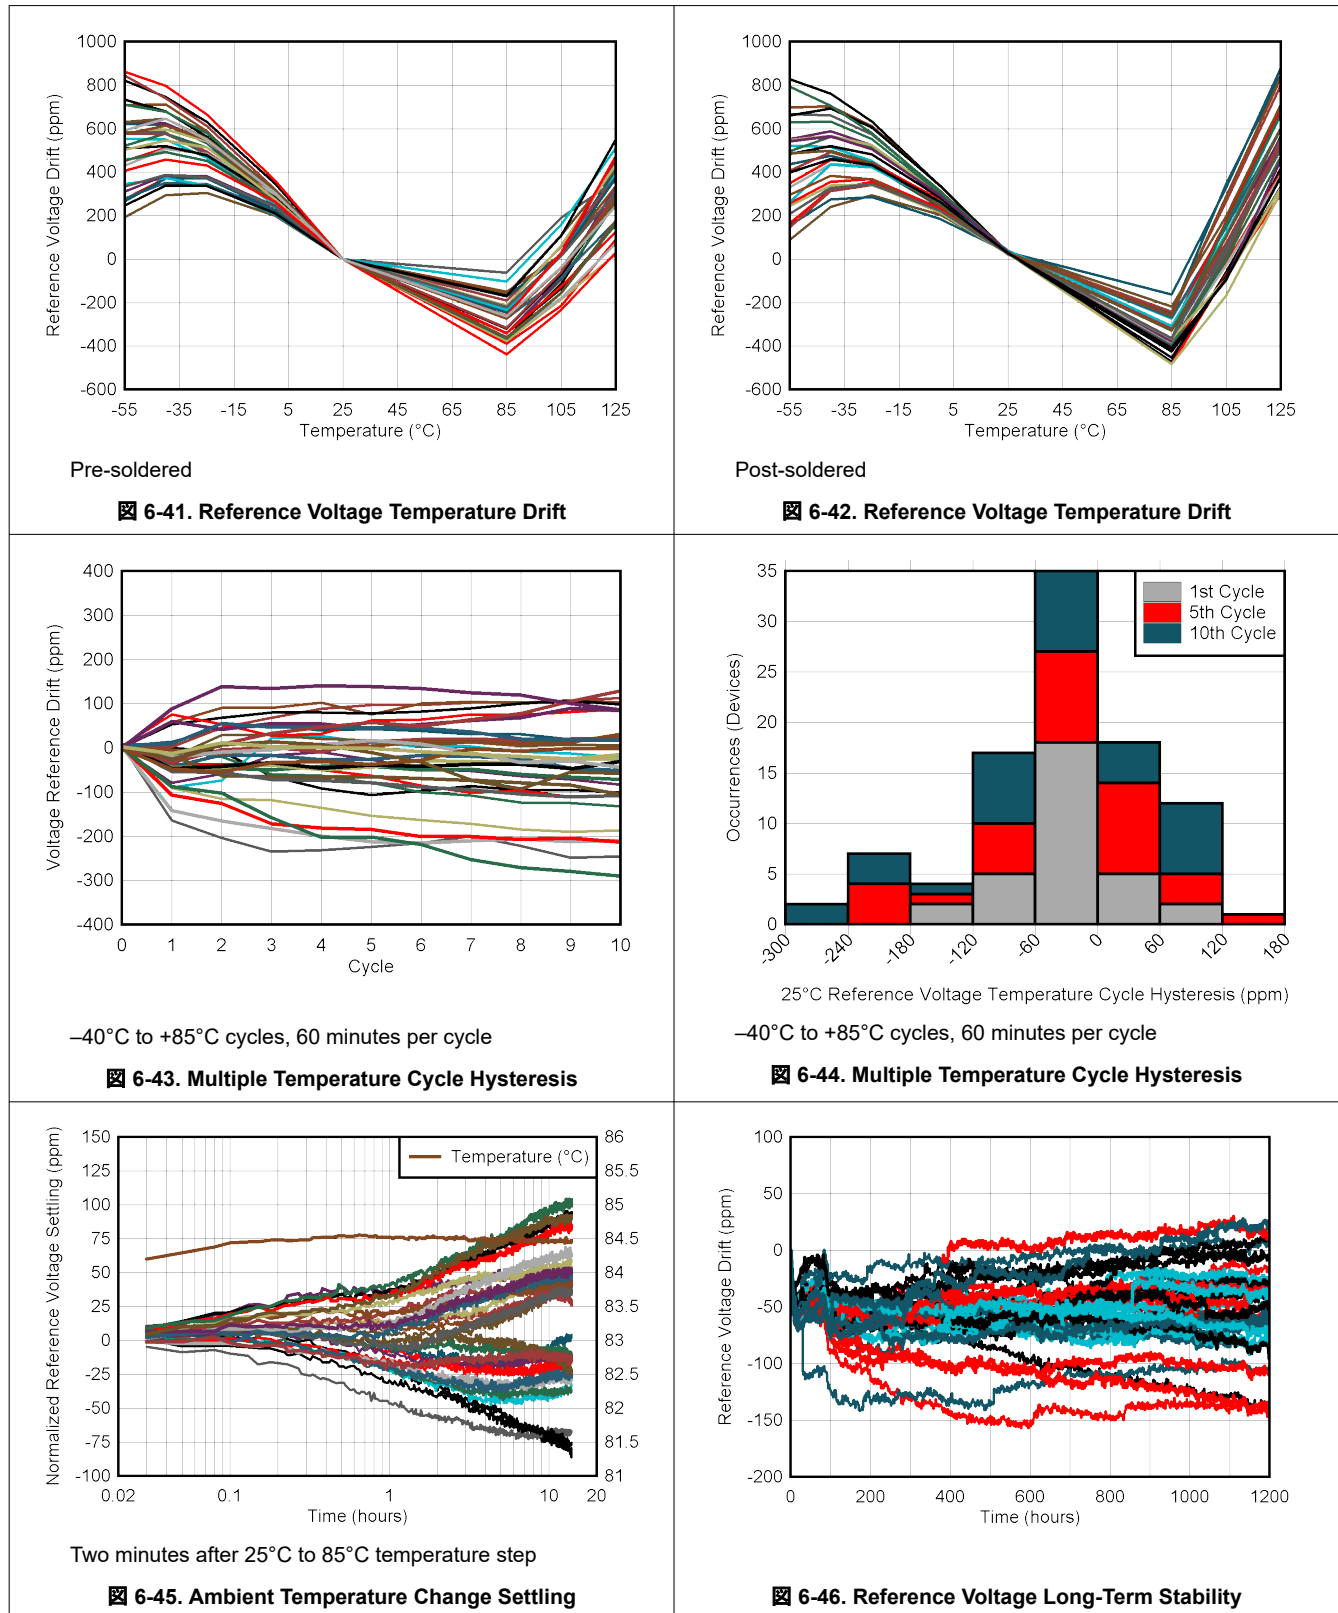 1000
800
600
400
200
0
-200
-400
-600
Reference Voltage Drift (ppm)
-55 -35 -15 5 25 45 65 85 105 125
Temperature (°C)
Pre-soldered
図 6-41. Reference Voltage Temperature Drift
1000
800
600
400
200
0
-200
-400
-600
Reference Voltage Drift (ppm)
-55 -35 -15 5 25 45 65 85 105 125
Temperature (°C)
Post-soldered
図 6-42. Reference Voltage Temperature Drift
400
300
200
100
0
-100
-200
-300
-400
Voltage Reference Drift (ppm)
0 1 2 3 4 5 6 7 8 9 10
Cycle
–40°C to +85°C cycles, 60 minutes per cycle
図 6-43. Multiple Temperature Cycle Hysteresis
35
30
25
20
15
10
5
0
Occurrences (Devices)
1st Cycle
5th Cycle
10th Cycle
-300 -240 -180 -120 -60 0 60 120 180
25°C Reference Voltage Temperature Cycle Hysteresis (ppm)
–40°C to +85°C cycles, 60 minutes per cycle
図 6-44. Multiple Temperature Cycle Hysteresis
150
125
100
75
50
25
0
-25
-50
-75
-100
Normalized Reference Voltage Settling (ppm)
Temperature (°C)
86
85.5
85
84.5
84
83.5
83
82.5
82
81.5
81
0.02 0.1 1 10 20
Time (hours)
Two minutes after 25°C to 85°C temperature step
図 6-45. Ambient Temperature Change Settling
100
50
0
-50
-100
-150
-200
Reference Voltage Drift (ppm)
0 200 400 600 800 1000 1200
Time (hours)
図 6-46. Reference Voltage Long-Term Stability